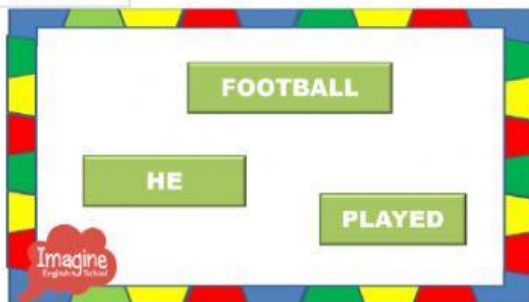 FOOTBALL
HE
PLAYED
Imagine
English School